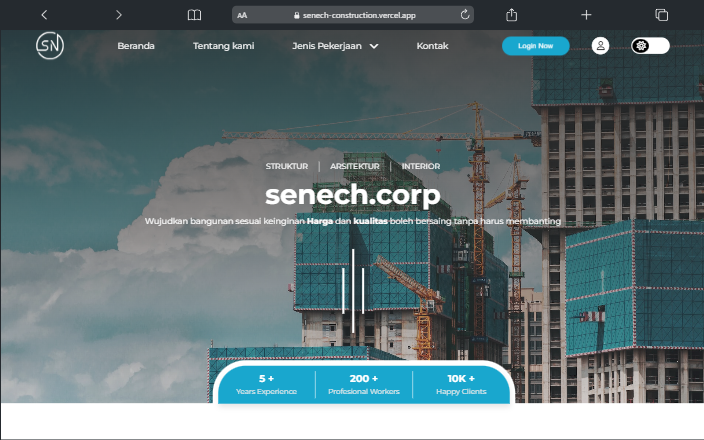 AA senech-construction.vercel.app
SN Beranda Tentang kami Jenis Pekerjaan Kontak Login Now
STRUKTUR | ARSITEKTUR | INTERIOR
senech.corp
Wujudkan bangunan sesuai keinginan Harga dan kualitas boleh bersaing tanpa harus membanting
5 + 200 + 10K +
Years Experience Profesional Workers Happy Clients